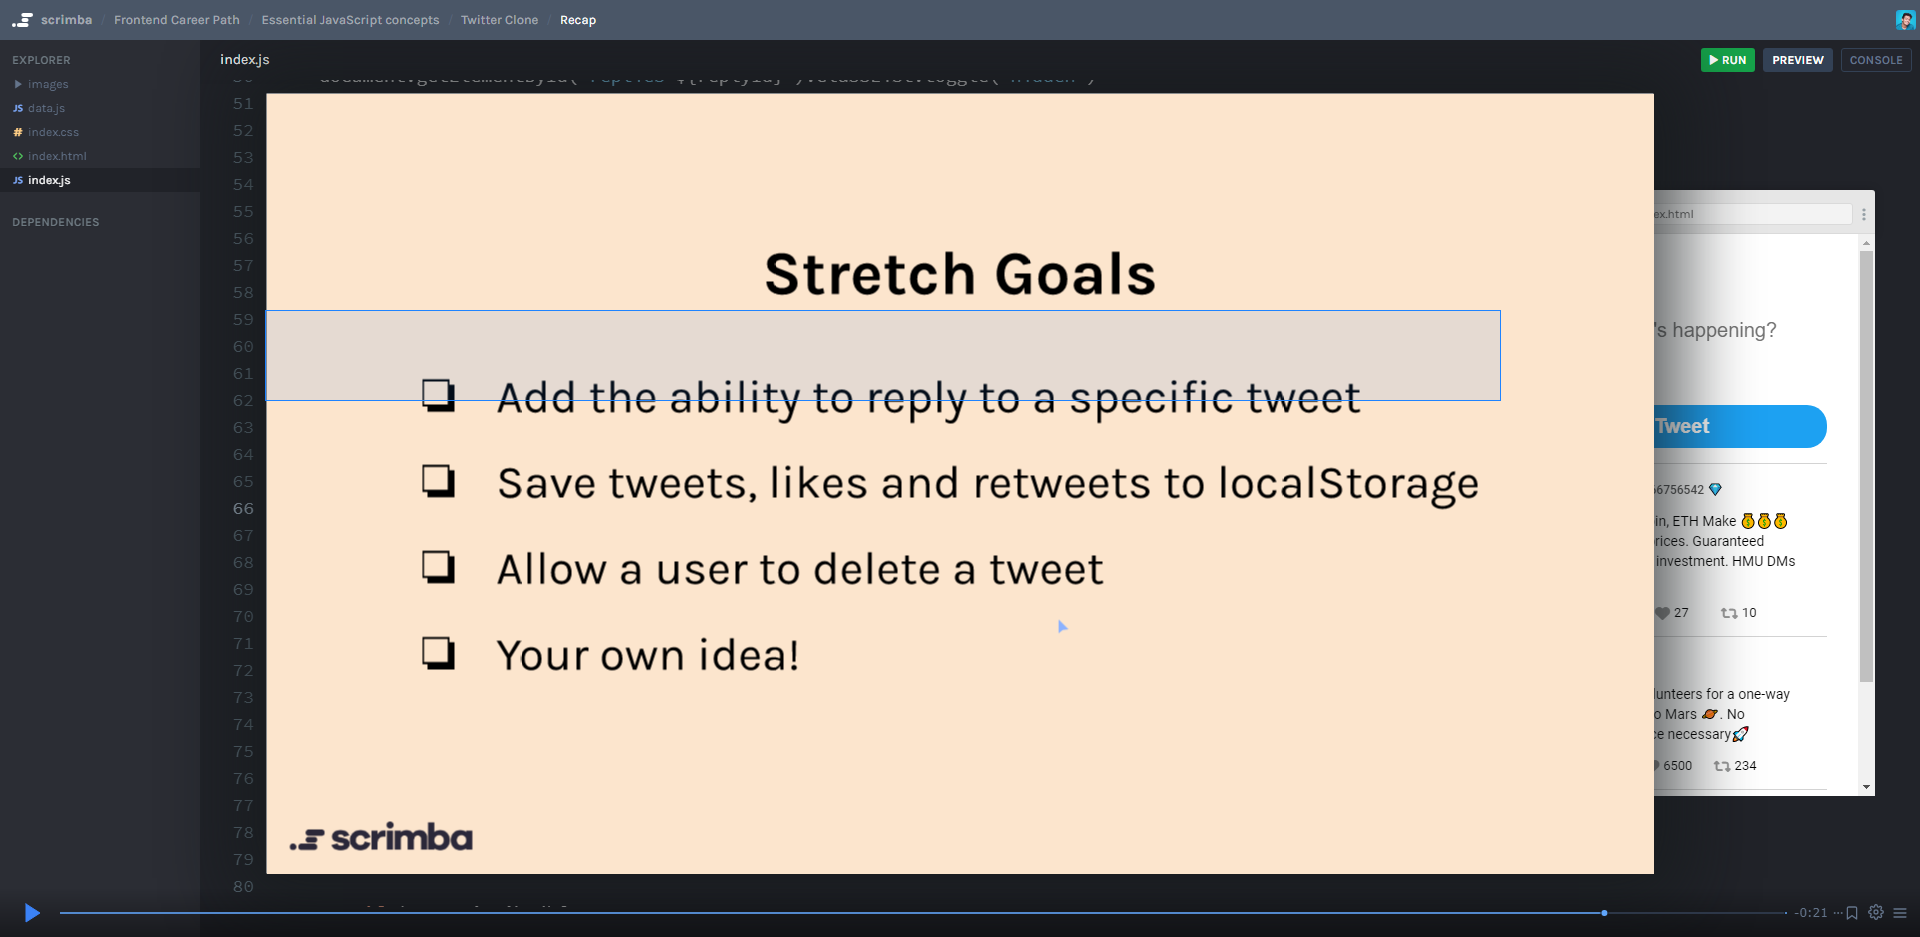 scrimba / Frontend Career Path / Essential JavaScript concepts / Twitter Clone / Recap
EXPLORER
images
JS data.js
# index.css
<> index.html
JS index.js
DEPENDENCIES
index.js
RUN
PREVIEW
CONSOLE
51
52
53
54
55
56
57
58
59
60
61
62
63
64
65
66
67
68
69
70
71
72
73
74
75
76
77
78
79
80
Stretch Goals
❏ Add the ability to reply to a specific tweet
❏ Save tweets, likes and retweets to localStorage
❏ Allow a user to delete a tweet
❏ Your own idea!
scrimba
ex.html
's happening?
Tweet
66756542 💎
in, ETH Make 💰💰💰
rices. Guaranteed
investment. HMU DMs
27 10
lunteers for a one-way
o Mars 🪐. No
ce necessary🚀
6500 234
-0:21